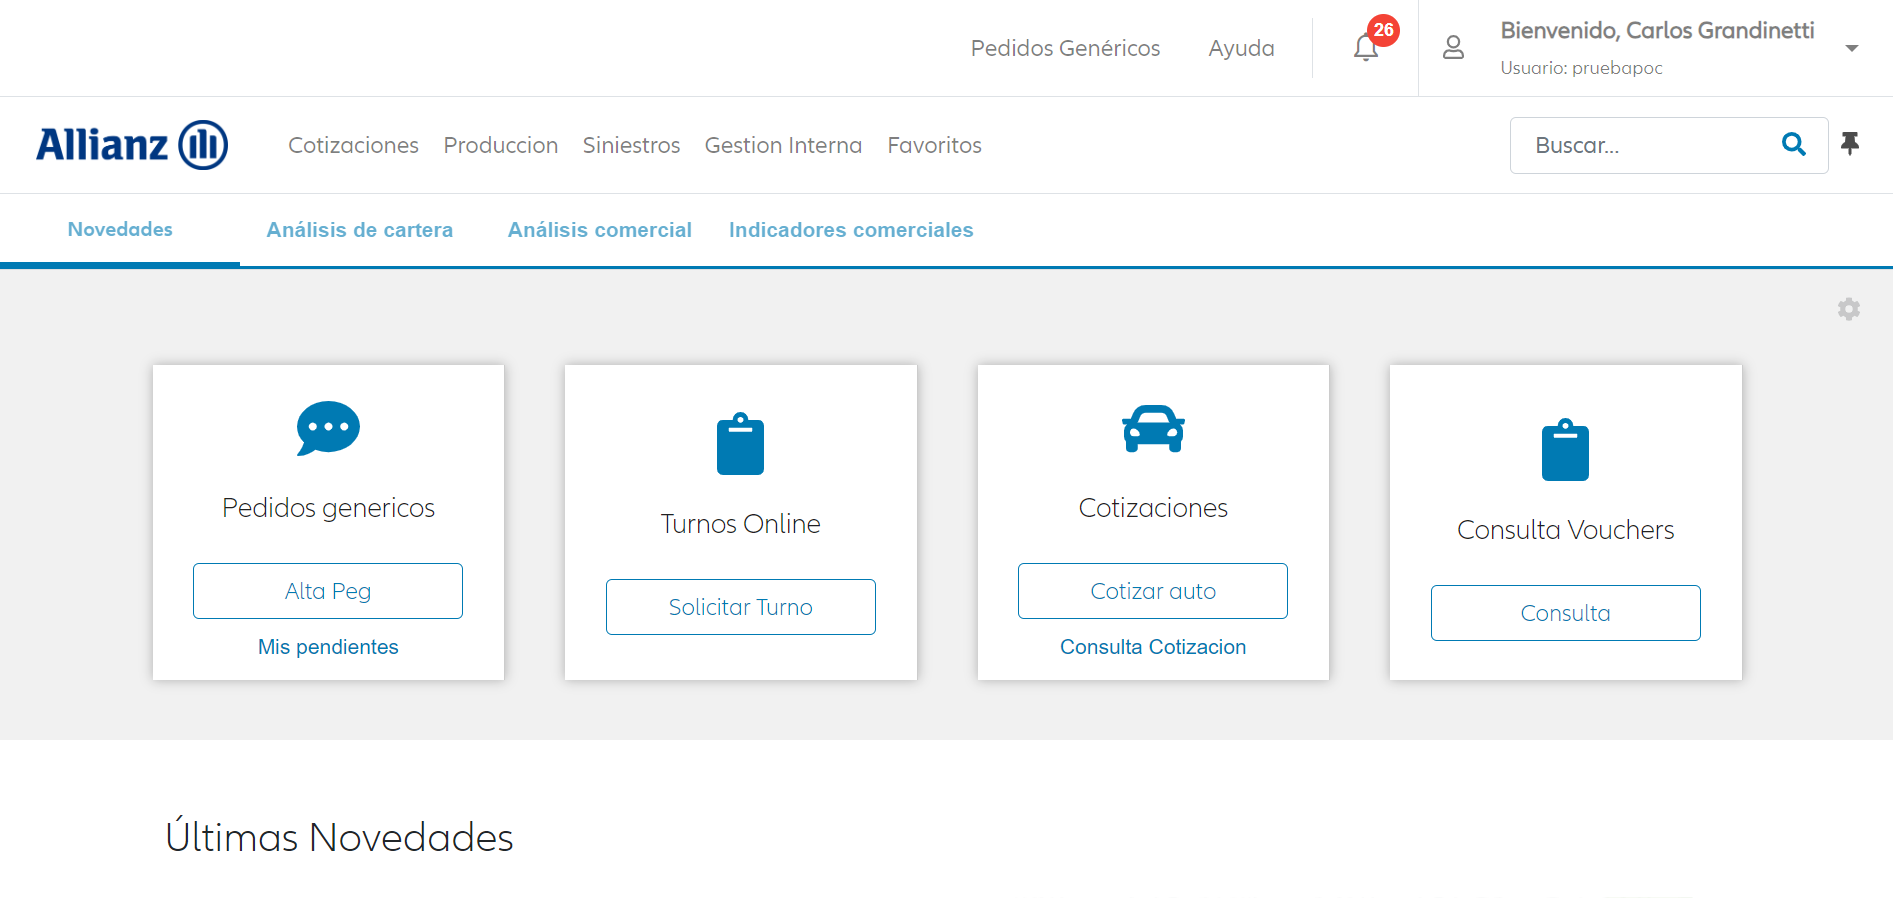 Pedidos Genéricos
Ayuda
26
Bienvenido, Carlos Grandinetti
Usuario: pruebapoc
Allianz
Cotizaciones
Produccion
Siniestros
Gestion Interna
Favoritos
Buscar...
Novedades
Análisis de cartera
Análisis comercial
Indicadores comerciales
Pedidos genericos
Alta Peg
Mis pendientes
Turnos Online
Solicitar Turno
Cotizaciones
Cotizar auto
Consulta Cotizacion
Consulta Vouchers
Consulta
Últimas Novedades